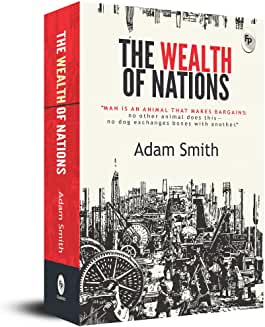 THE WEALTH OF NATIONS
Adam Smith
FP
THE WEALTH
OF NATIONS
"MAN IS AN ANIMAL THAT MAKES BARGAINS:
no other animal does this—
no dog exchanges bones with another."
Adam Smith